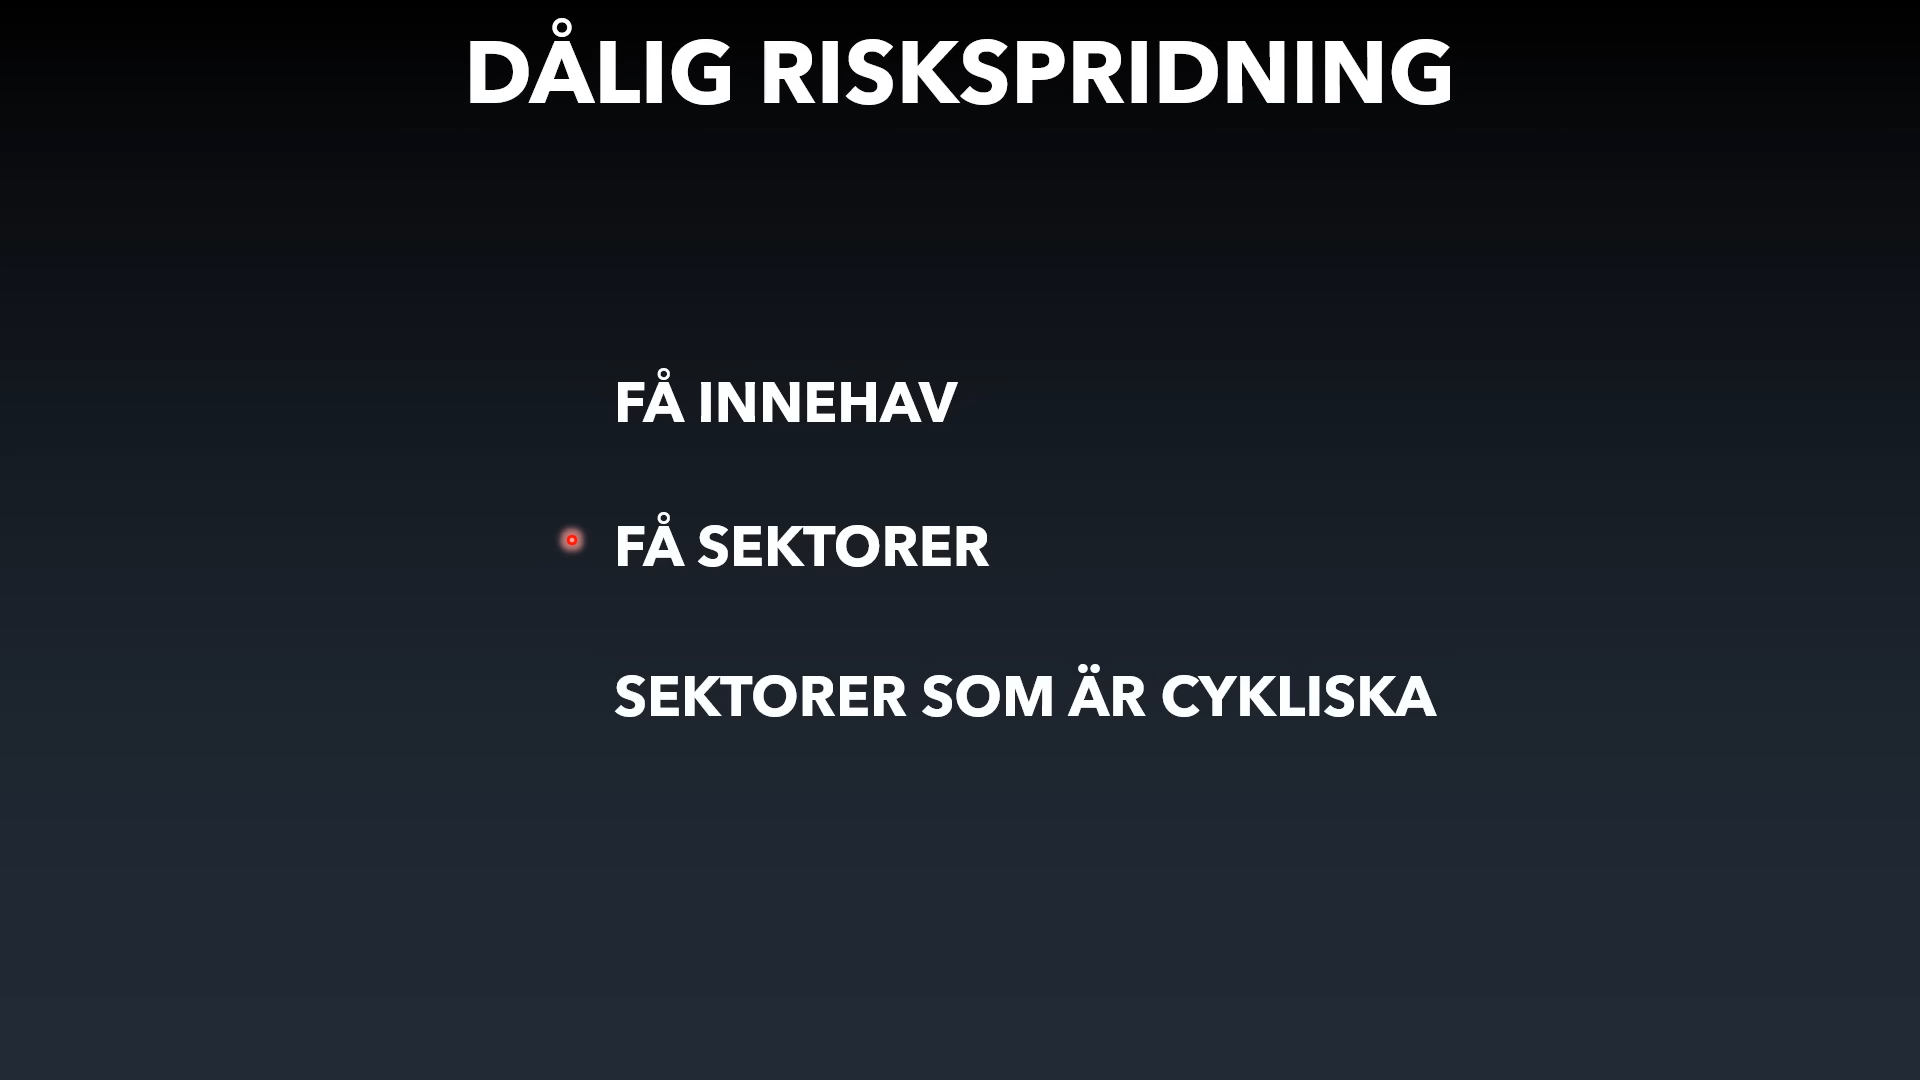 DÅLIG RISKSPRIDNING
FÅ INNEHAV
FÅ SEKTORER
SEKTORER SOM ÄR CYKLISKA